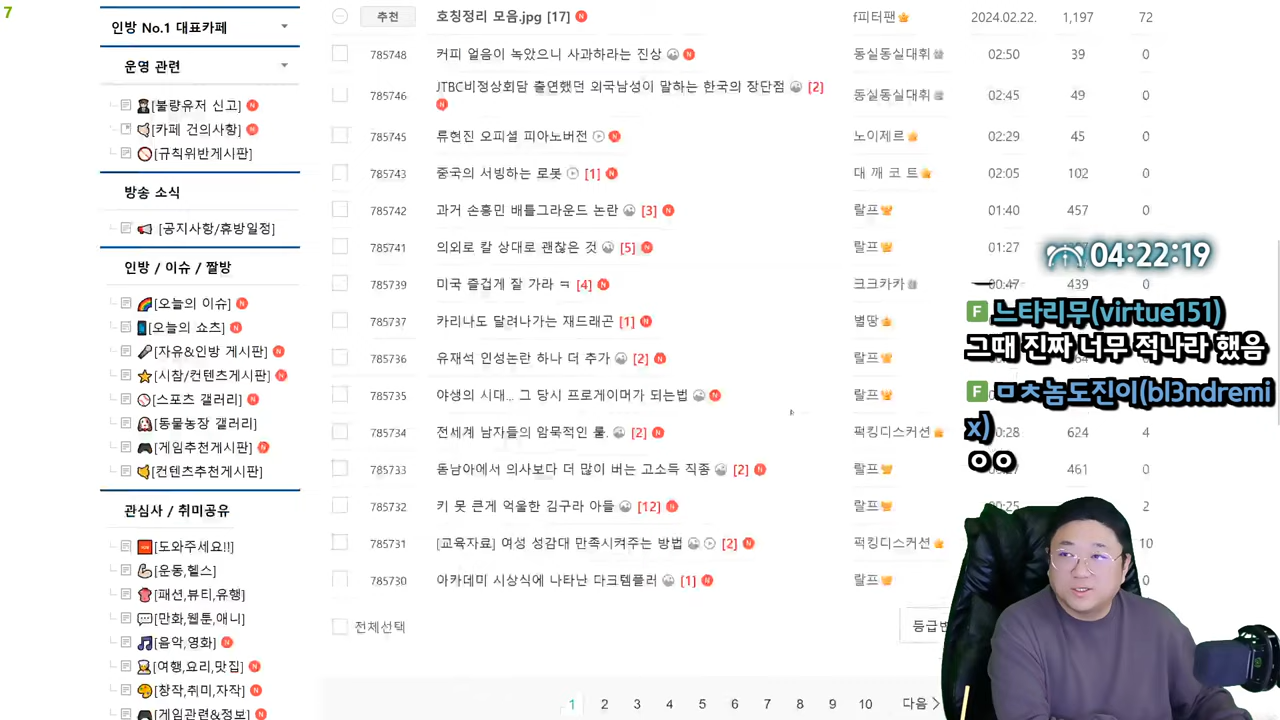 7
인방 No.1 대표카페
운영 관련
[불량유저 신고] N
[카페 건의사항] N
[규칙위반게시판]
방송 소식
[공지사항/휴방일정]
인방 / 이슈 / 짤방
[오늘의 이슈] N
[오늘의 쇼츠] N
[자유&인방 게시판] N
[시참/컨텐츠게시판] N
[스포츠 갤러리] N
[동물농장 갤러리]
[게임추천게시판] N
[컨텐츠추천게시판]
관심사 / 취미공유
[도와주세요!!]
[운동,헬스]
[패션,뷰티,유행]
[만화,웹툰,애니]
[음악,영화] N
[여행,요리,맛집] N
[창작,취미,자작] N
[게임관련&정보] N
추천 호칭정리 모음.jpg [17] N f피터팬 2024.02.22. 1,197 72
785748 커피 얼음이 녹았으니 사과하라는 진상 N 동실동실대휘 02:50 39 0
785746 JTBC비정상회담 출연했던 외국남성이 말하는 한국의 장단점 [2] 동실동실대휘 02:45 49 0
N
785745 류현진 오피셜 피아노버전 N 노이제르 02:29 45 0
785743 중국의 서빙하는 로봇 [1] N 대 깨 코 트 02:05 102 0
785742 과거 손흥민 배틀그라운드 논란 [3] N 랄프 01:40 457 0
785741 의외로 칼 상대로 괜찮은 것 [5] N 랄프 01:27
785739 미국 즐겁게 잘 가라 ㅋ [4] N 크크카카 00:47 439 0
785737 카리나도 달려나가는 재드래곤 [1] N 별땅
785736 유재석 인성논란 하나 더 추가 [2] N 랄프
785735 야생의 시대... 그 당시 프로게이머가 되는법 N 랄프
785734 전세계 남자들의 암묵적인 룰. [2] N 퍽킹디스커션 00:28 624 4
785733 동남아에서 의사보다 더 많이 버는 고소득 직종 [2] N 랄프 461 0
785732 키 못 큰게 억울한 김구라 아들 [12] N 랄프 00:25 2
785731 [교육자료] 여성 성감대 만족시켜주는 방법 [2] N 퍽킹디스커션 10
785730 아카데미 시상식에 나타난 다크템플러 [1] N 랄프 0
전체선택
등급변
1 2 3 4 5 6 7 8 9 10 다음
04:22:19
F 느타리무(virtue151)
그때 진짜 너무 적나라 했음
F ㅁㅊ놈도진이(bl3ndremi
x)
ㅇㅇ